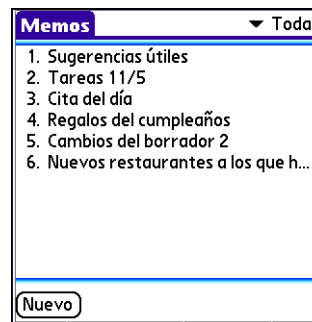 Memos ▼ Toda
1. Sugerencias útiles
2. Tareas 11/5
3. Cita del día
4. Regalos del cumpleaños
5. Cambios del borrador 2
6. Nuevos restaurantes a los que h...
Nuevo